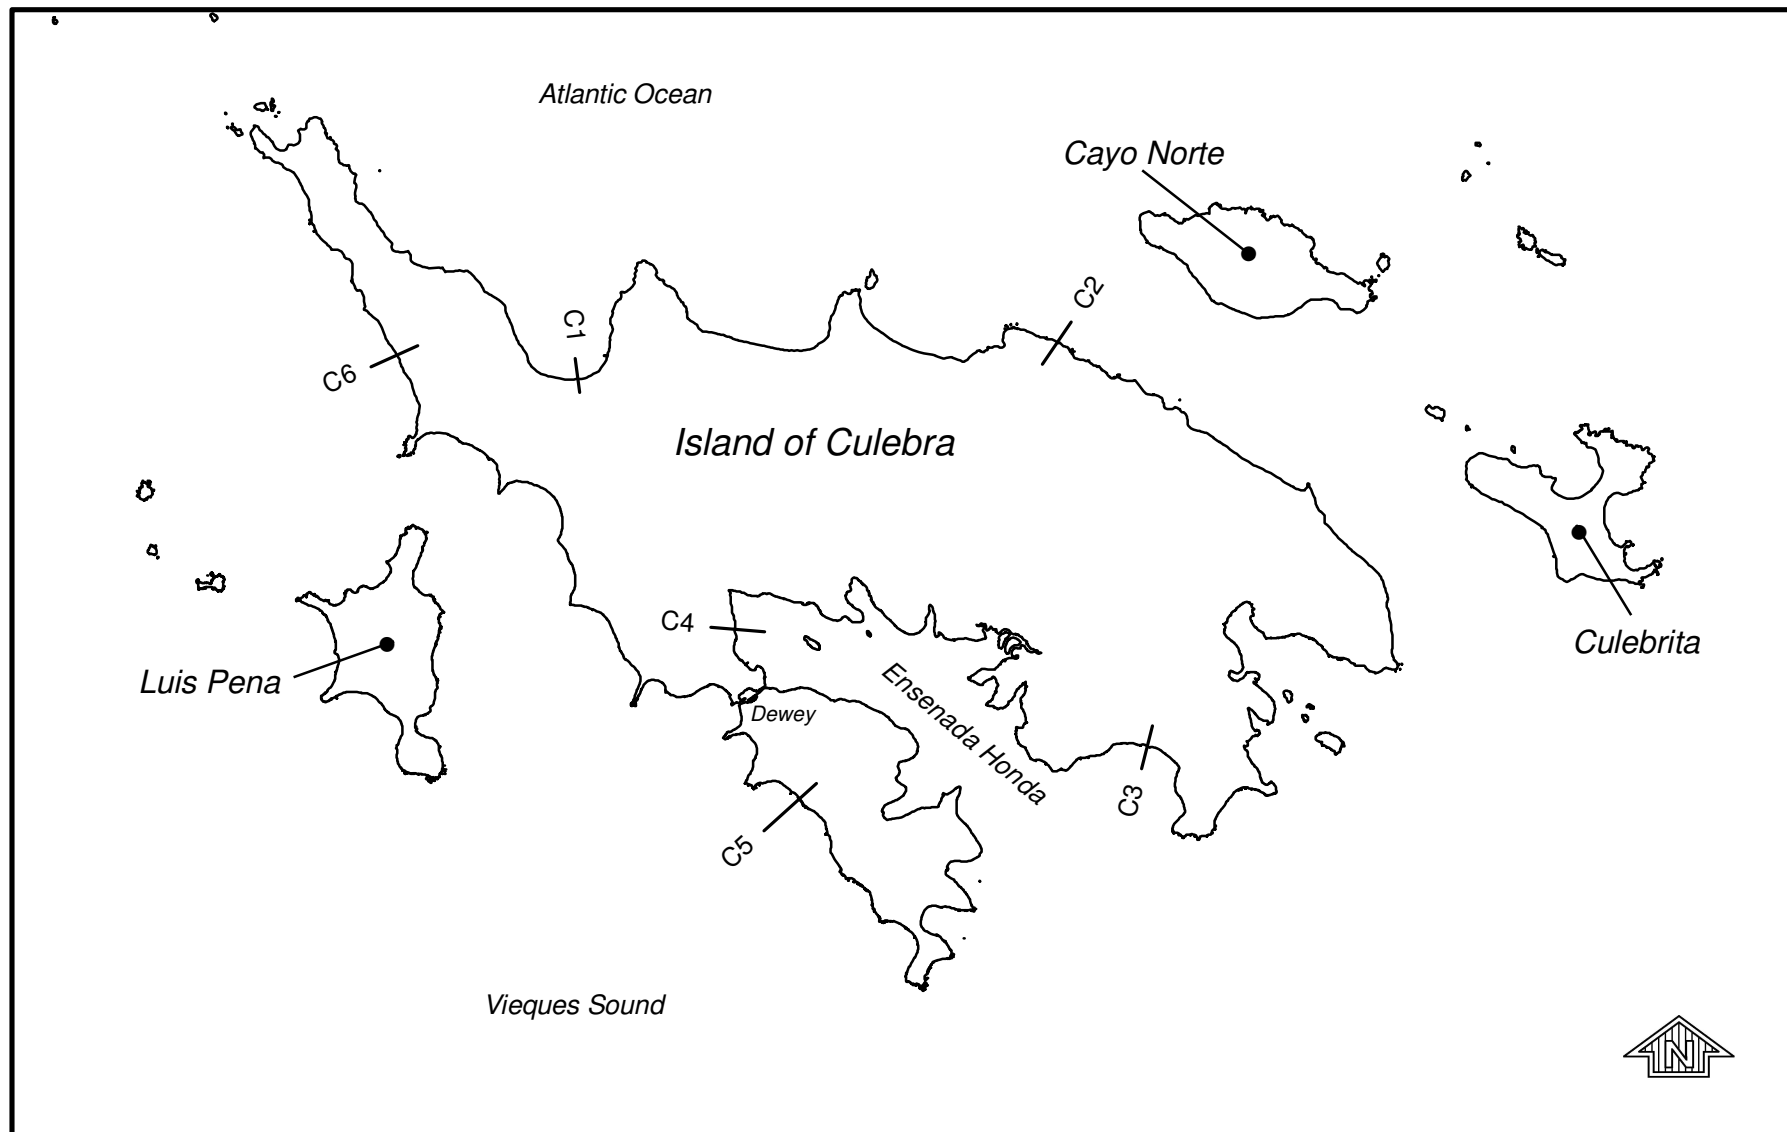 Atlantic Ocean
Cayo Norte
C2
C1
C6
Island of Culebra
C4
Culebrita
Luis Pena
Ensenada Honda
Dewey
C3
C5
Vieques Sound
N